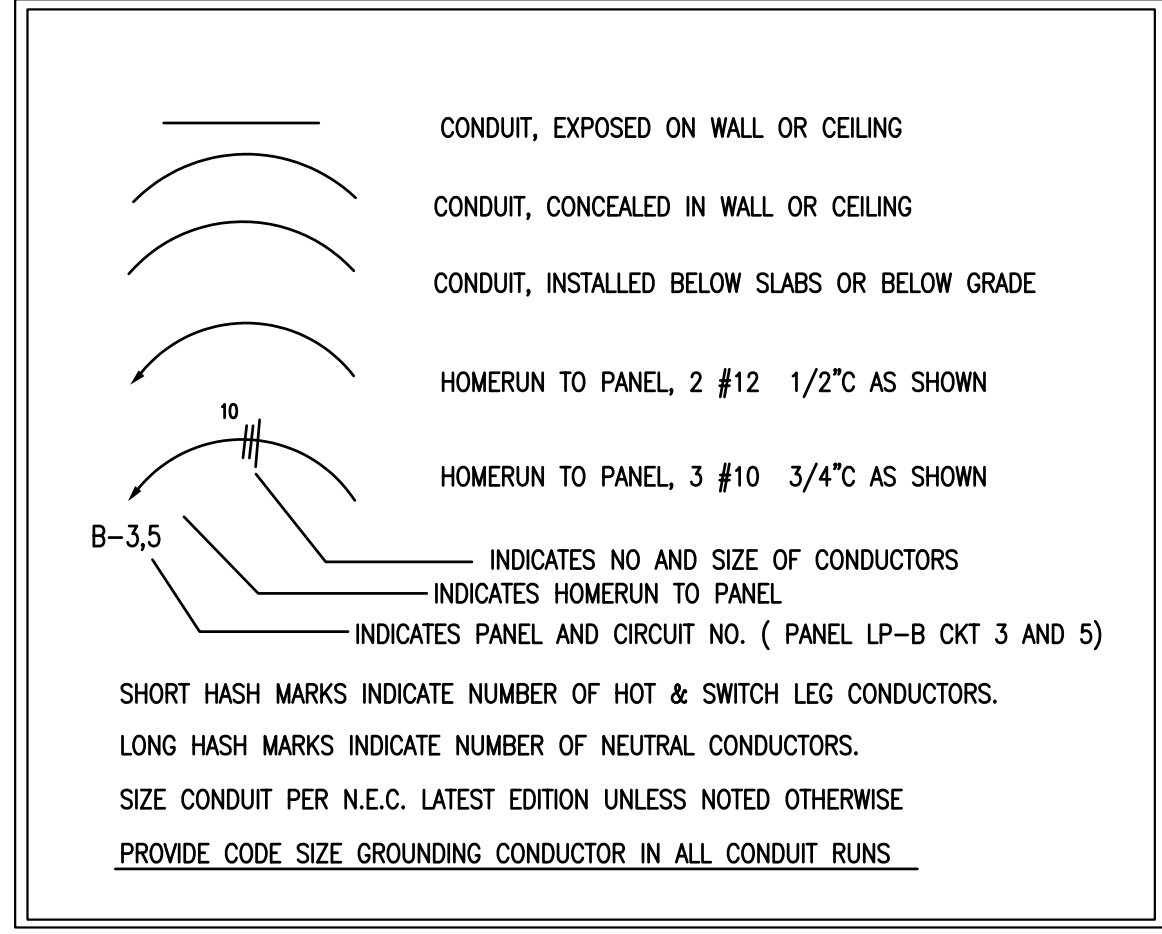 CONDUIT, EXPOSED ON WALL OR CEILING
CONDUIT, CONCEALED IN WALL OR CEILING
CONDUIT, INSTALLED BELOW SLABS OR BELOW GRADE
HOMERUN TO PANEL, 2 #12 1/2"C AS SHOWN
10
HOMERUN TO PANEL, 3 #10 3/4"C AS SHOWN
B-3,5
INDICATES NO AND SIZE OF CONDUCTORS
INDICATES HOMERUN TO PANEL
INDICATES PANEL AND CIRCUIT NO. ( PANEL LP-B CKT 3 AND 5)
SHORT HASH MARKS INDICATE NUMBER OF HOT & SWITCH LEG CONDUCTORS.
LONG HASH MARKS INDICATE NUMBER OF NEUTRAL CONDUCTORS.
SIZE CONDUIT PER N.E.C. LATEST EDITION UNLESS NOTED OTHERWISE
PROVIDE CODE SIZE GROUNDING CONDUCTOR IN ALL CONDUIT RUNS